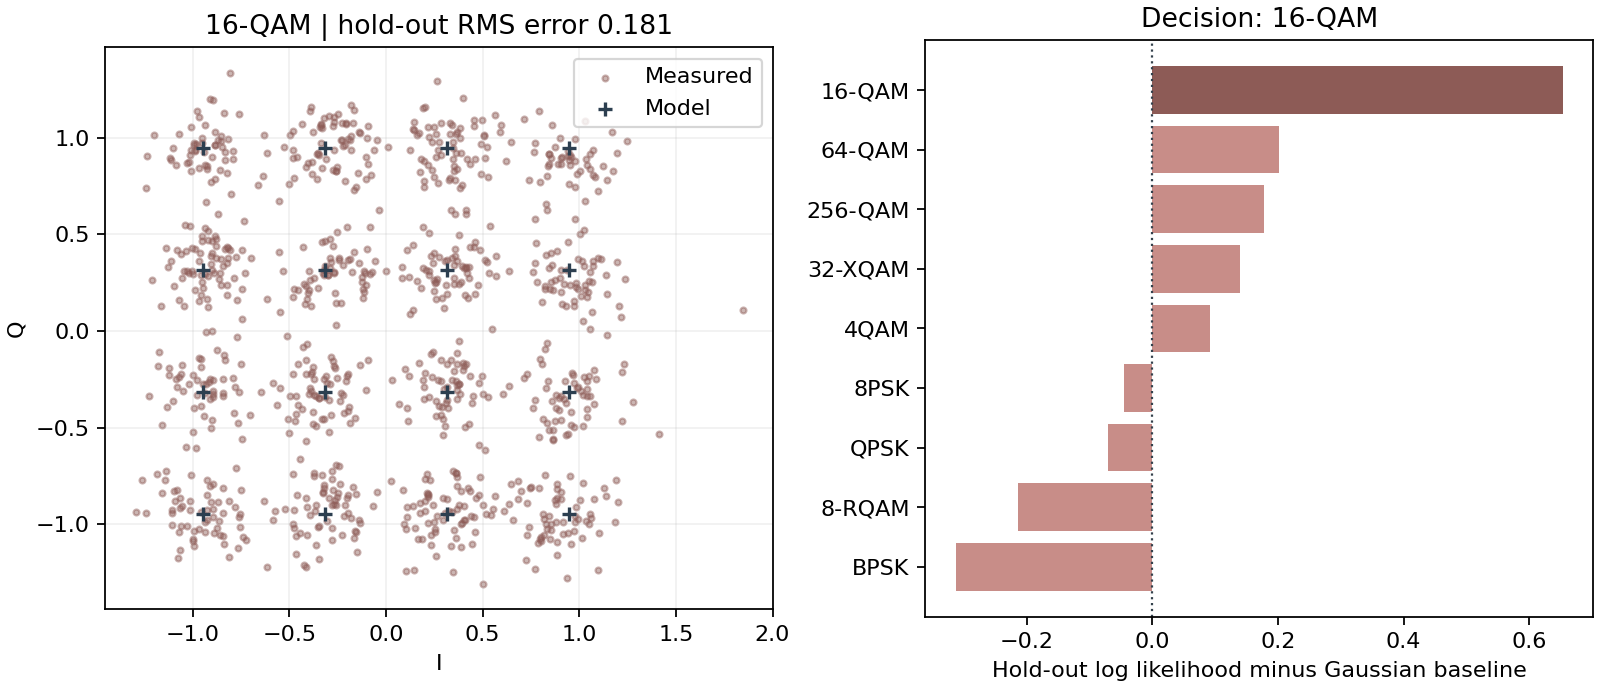 16-QAM | hold-out RMS error 0.181
Measured
Model
1.0
0.5
0.0
−0.5
−1.0
Q
−1.0
−0.5
0.0
0.5
1.0
1.5
2.0
I
Decision: 16-QAM
16-QAM
64-QAM
256-QAM
32-XQAM
4QAM
8PSK
QPSK
8-RQAM
BPSK
−0.2
0.0
0.2
0.4
0.6
Hold-out log likelihood minus Gaussian baseline